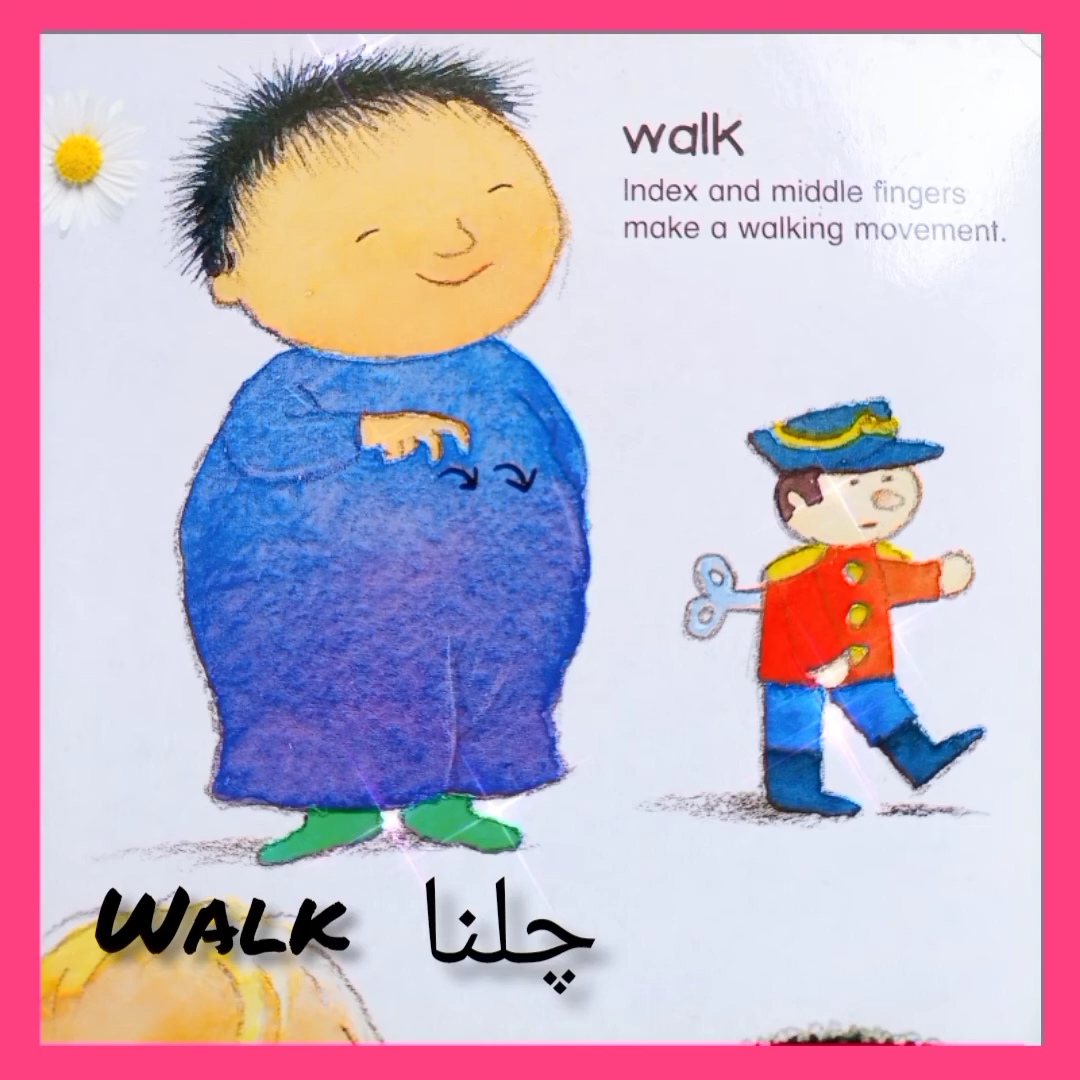 walk
Index and middle fingers
make a walking movement.
WALK چلنا